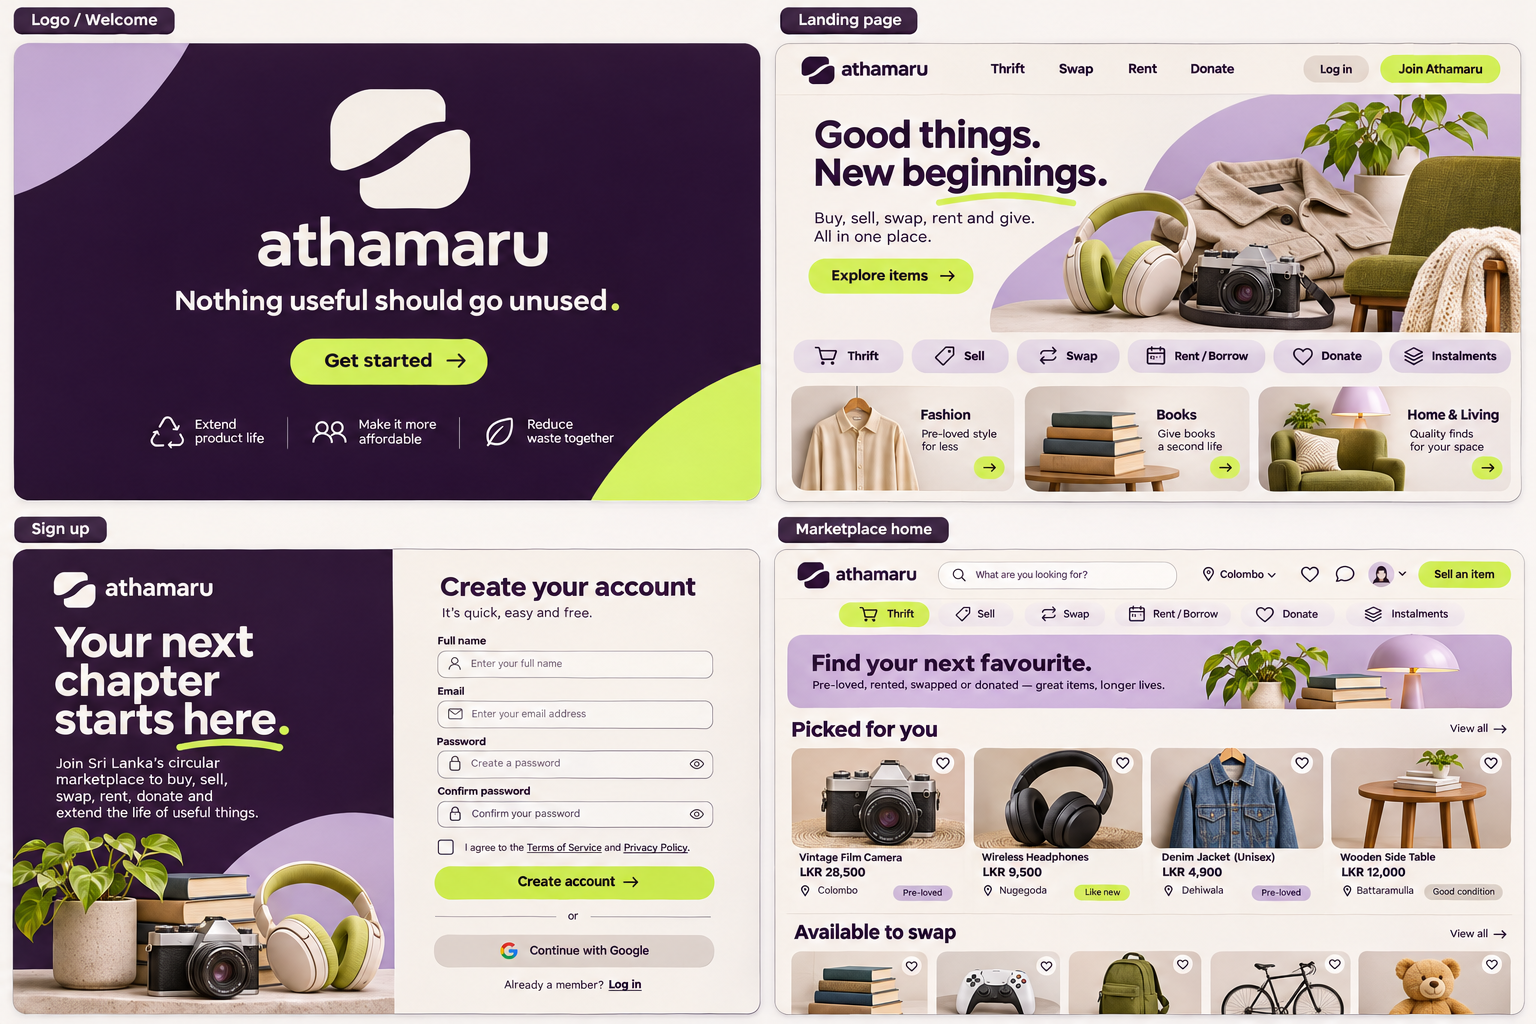 Logo / Welcome
athamaru
Nothing useful should go unused.
Get started →
Extend
product life
Make it more
affordable
Reduce
waste together
Landing page
athamaru
Thrift
Swap
Rent
Donate
Log in
Join Athamaru
Good things.
New beginnings.
Buy, sell, swap, rent and give.
All in one place.
Explore items →
Thrift
Sell
Swap
Rent / Borrow
Donate
Instalments
Fashion
Pre-loved style
for less
→
Books
Give books
a second life
→
Home & Living
Quality finds
for your space
→
Sign up
athamaru
Your next
chapter
starts here.
Join Sri Lanka's circular
marketplace to buy, sell,
swap, rent, donate and
extend the life of useful things.
Create your account
It's quick, easy and free.
Full name
Enter your full name
Email
Enter your email address
Password
Create a password
Confirm password
Confirm your password
I agree to the Terms of Service and Privacy Policy.
Create account →
or
Continue with Google
Already a member? Log in
Marketplace home
athamaru
What are you looking for?
Colombo
Sell an item
Thrift
Sell
Swap
Rent / Borrow
Donate
Instalments
Find your next favourite.
Pre-loved, rented, swapped or donated — great items, longer lives.
Picked for you
View all →
Vintage Film Camera
LKR 28,500
Colombo
Pre-loved
Wireless Headphones
LKR 9,500
Nugegoda
Like new
Denim Jacket (Unisex)
LKR 4,900
Dehiwala
Pre-loved
Wooden Side Table
LKR 12,000
Battaramulla
Good condition
Available to swap
View all →